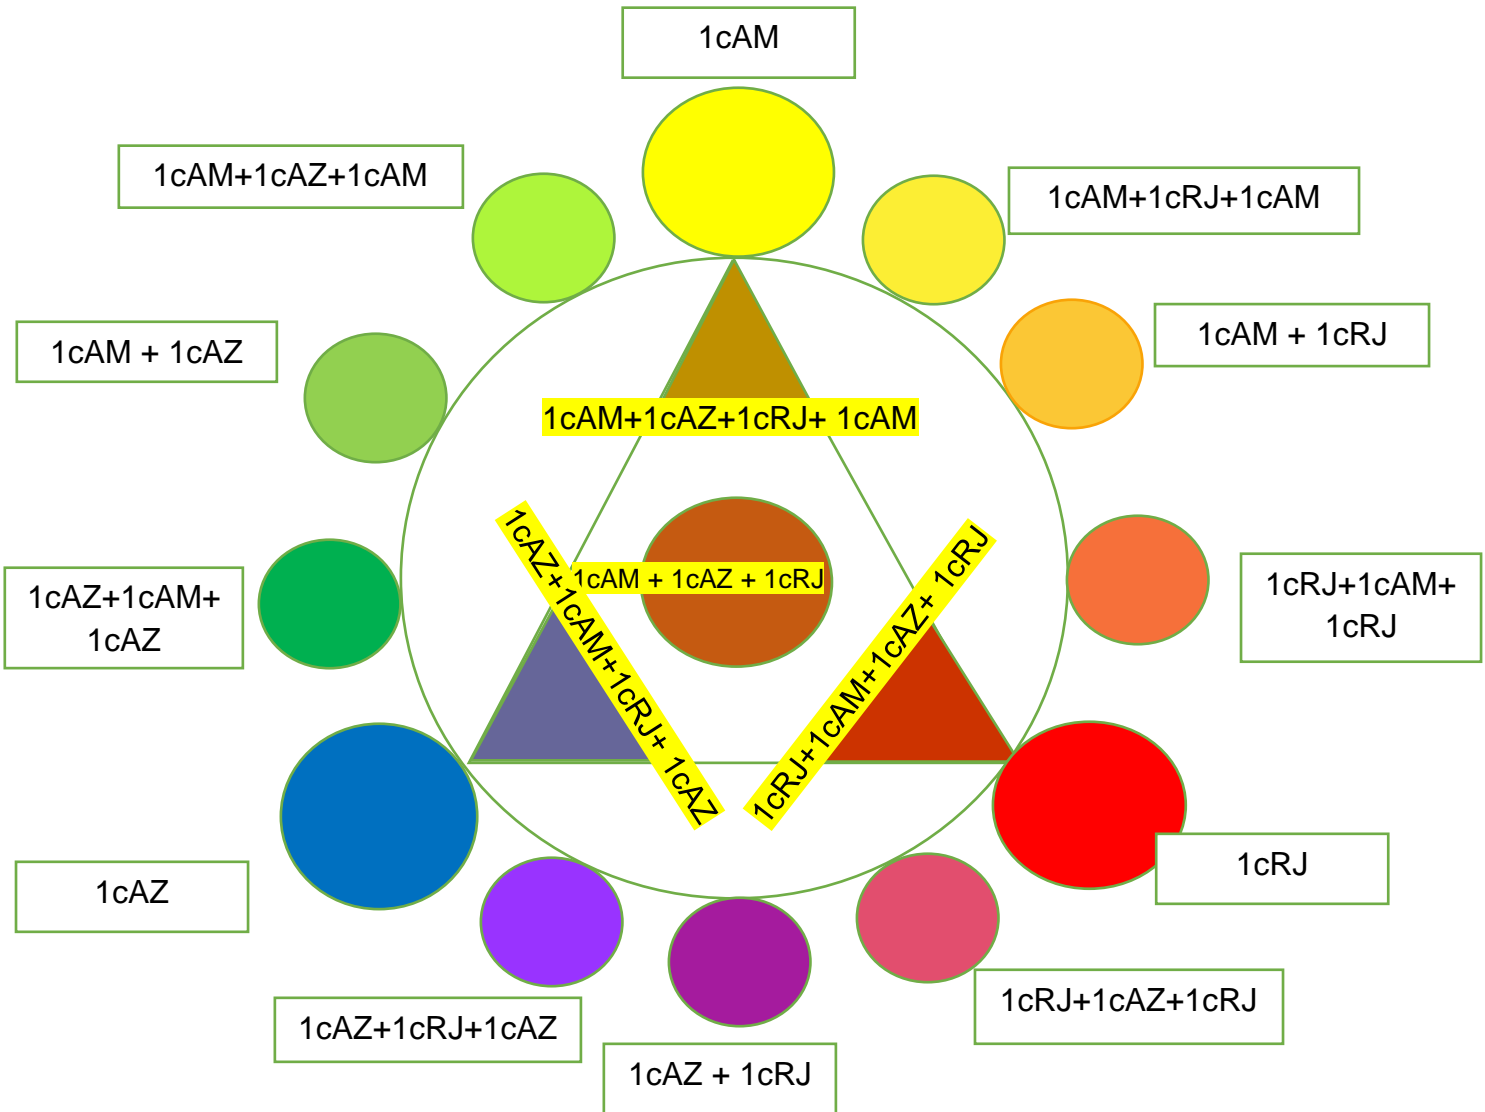 1cAM
1cAM+1cAZ+1cAM
1cAM+1cRJ+1cAM
1cAM + 1cAZ
1cAM + 1cRJ
1cAM+1cAZ+1cRJ+ 1cAM
1cAZ+1cAM+1cRJ+ 1cAZ
1cAM + 1cAZ + 1cRJ
1cRJ+1cAM+1cAZ+ 1cRJ
1cAZ+1cAM+
1cAZ
1cRJ+1cAM+
1cRJ
1cAZ
1cRJ
1cAZ+1cRJ+1cAZ
1cRJ+1cAZ+1cRJ
1cAZ + 1cRJ